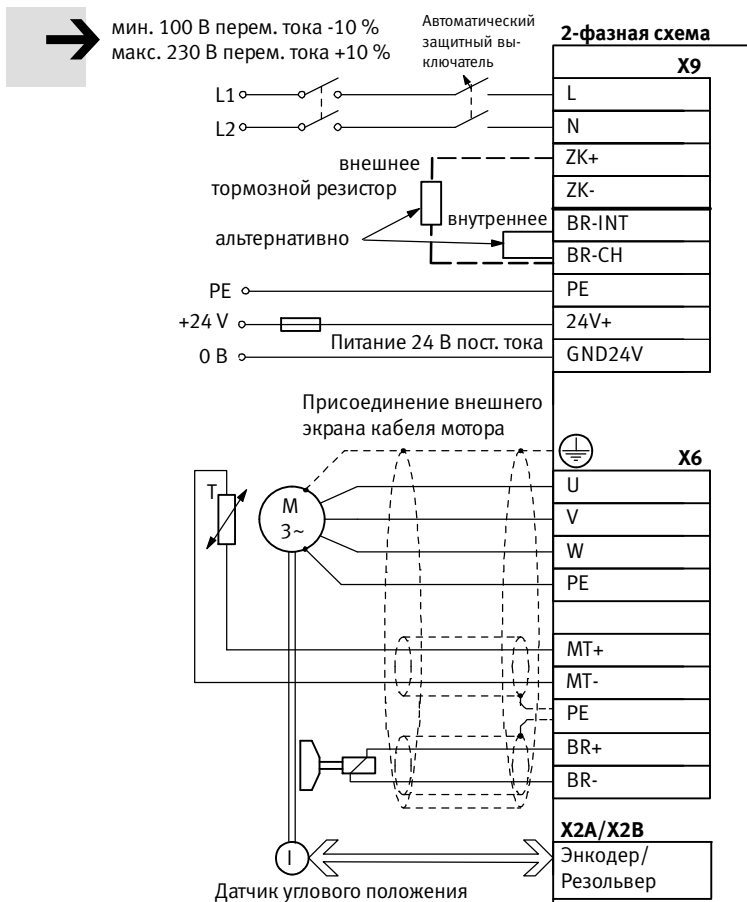 мин. 100 В перем. тока -10 %
макс. 230 В перем. тока +10 %
Автоматический
защитный вы-
ключатель
2-фазная схема
X9
L1
L
L2
N
ZK+
внешнее
тормозной резистор
ZK-
внутреннее
BR-INT
альтернативно
BR-CH
PE
PE
+24 V
24V+
Питание 24 В пост. тока
0 В
GND24V
Присоединение внешнего
экрана кабеля мотора
X6
T
M
3~
U
V
W
PE
MT+
MT-
PE
BR+
BR-
X2A/X2B
I
Энкодер/
Резольвер
Датчик углового положения